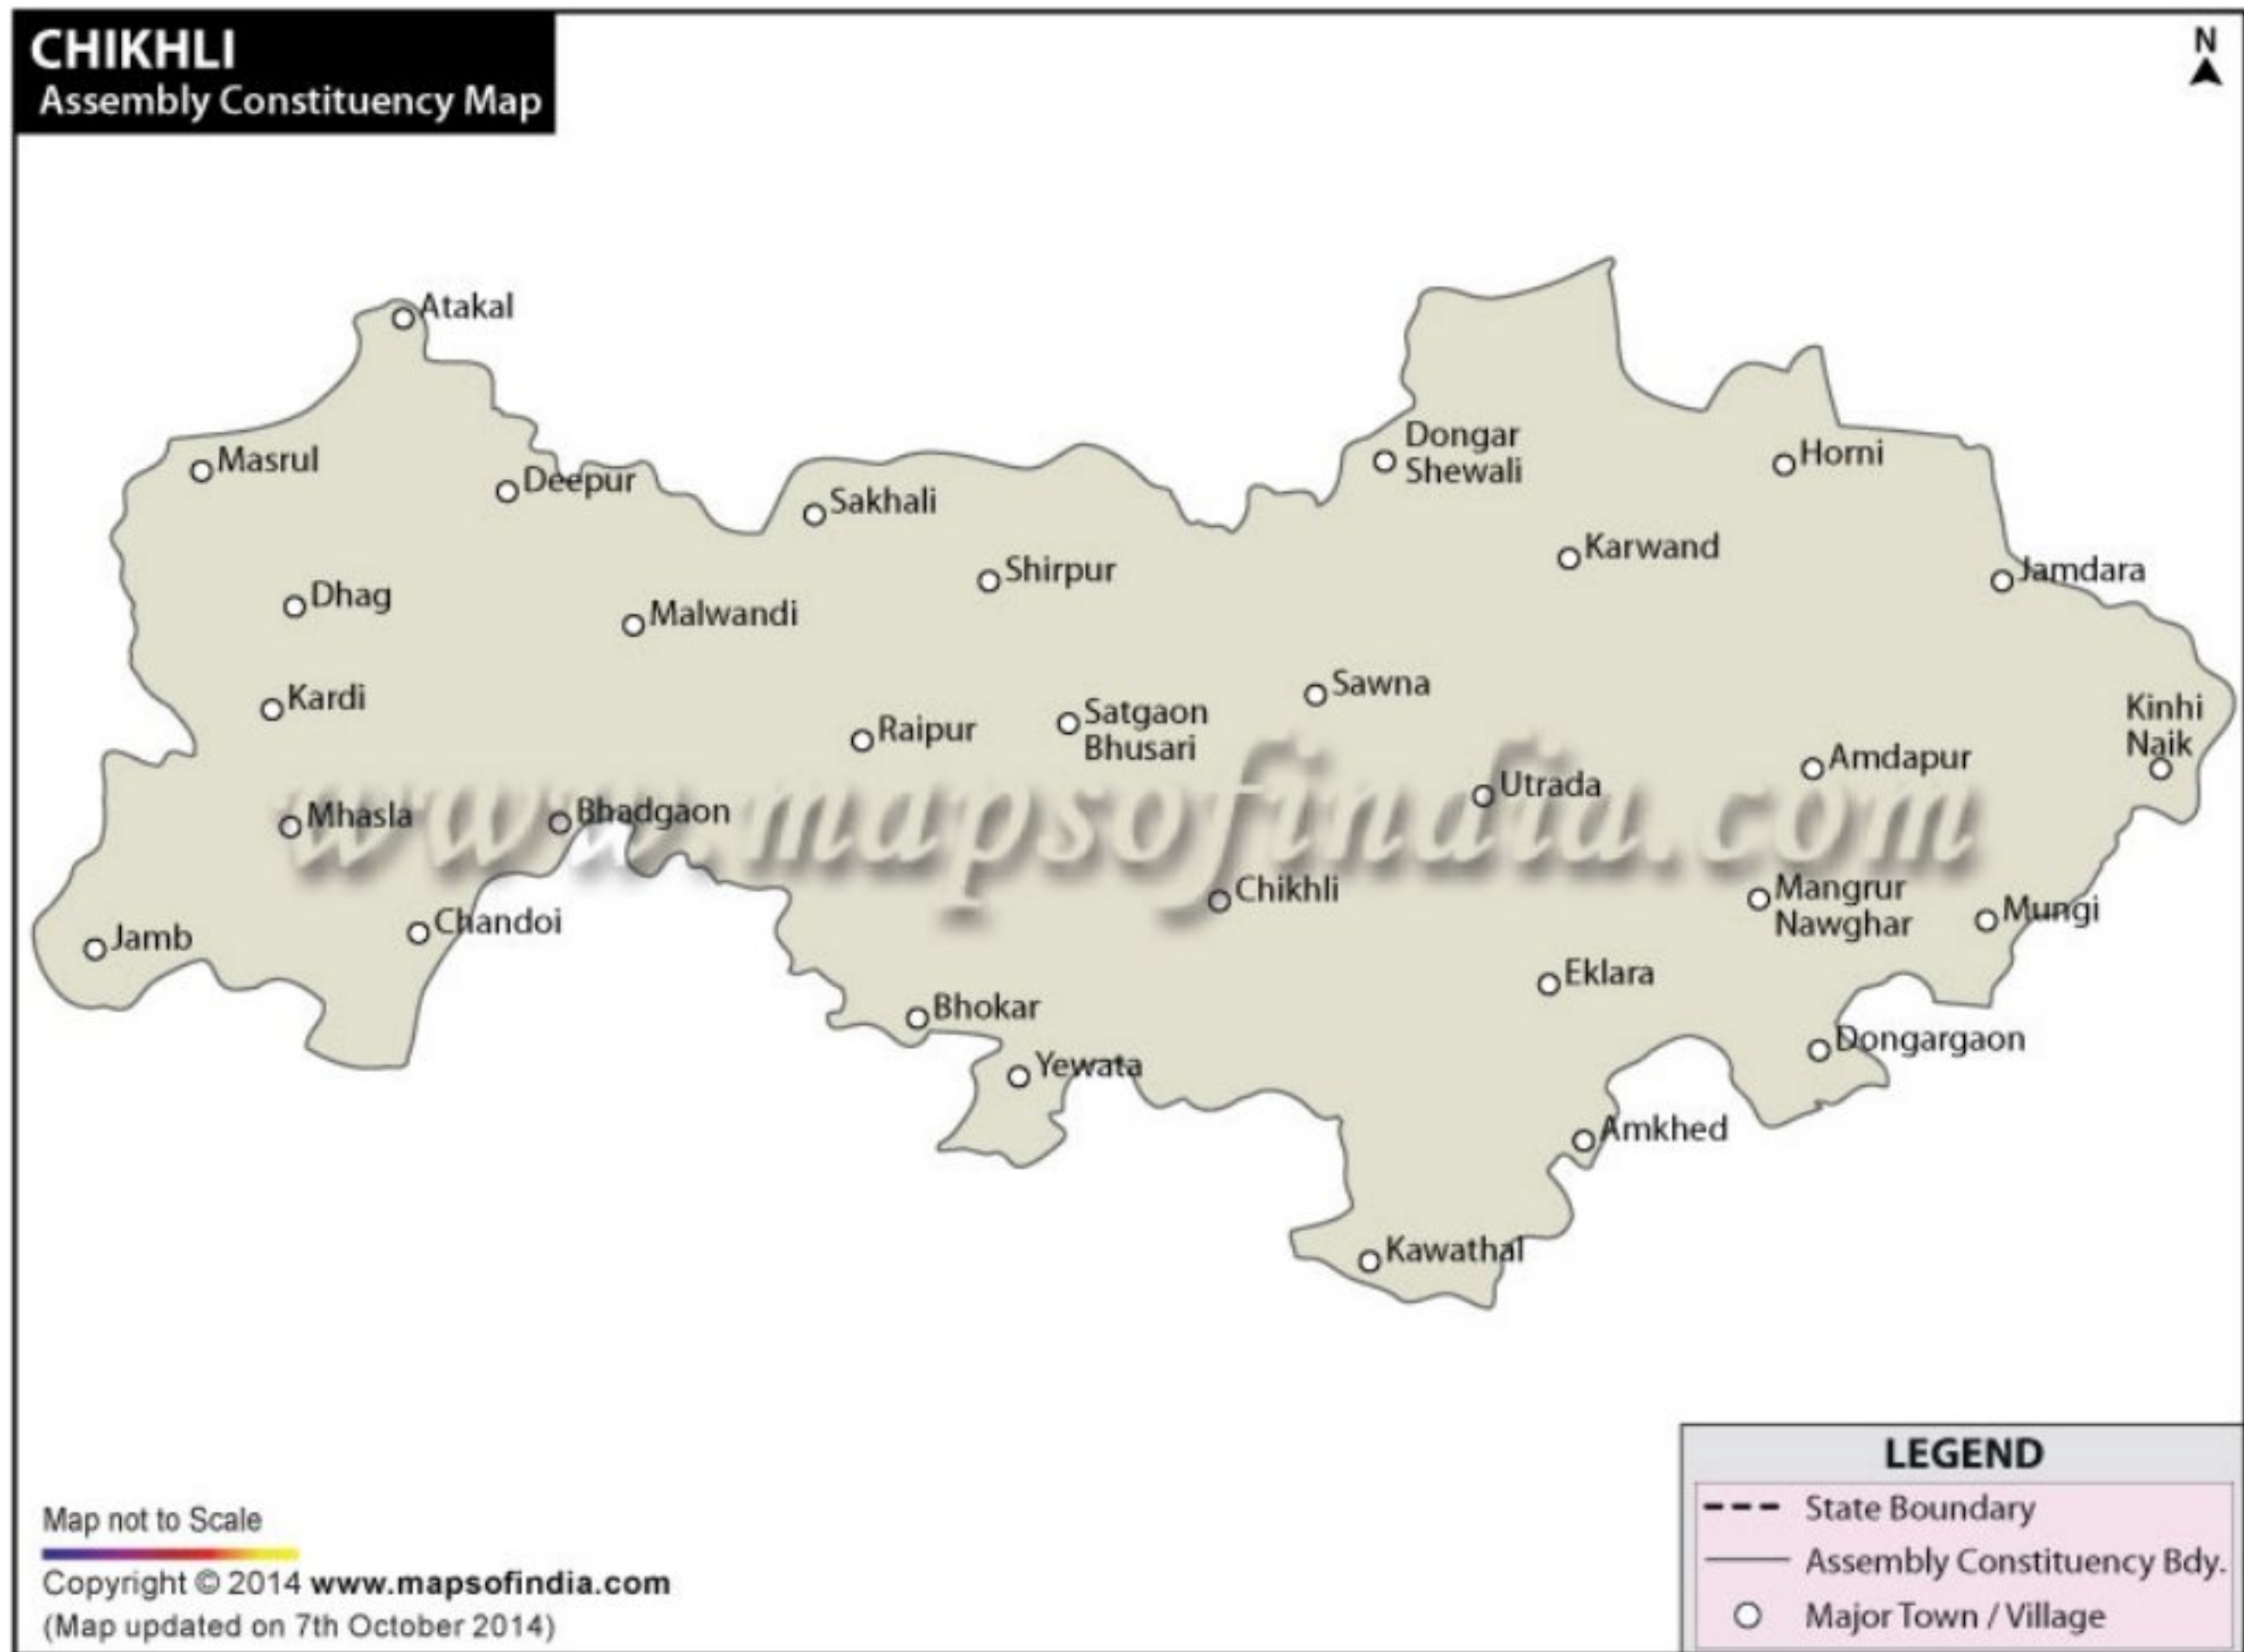 CHIKHLI
Assembly Constituency Map
N
Atakal
Masrul
Deepur
Sakhali
Dongar
Shewali
Horni
Karwand
Shirpur
Jamdara
Dhag
Malwandi
Kardi
Raipur
Satgaon
Bhusari
Sawna
Kinhi
Naik
Amdapur
Utrada
Mhasla
Bhadgaon
www.mapsofindia.com
Chikhli
Mangrur
Nawghar
Mungi
Jamb
Chandoi
Eklara
Bhokar
Dongargaon
Yewata
Amkhed
Kawathal
LEGEND
State Boundary
Assembly Constituency Bdy.
Major Town / Village
Map not to Scale
Copyright © 2014 www.mapsofindia.com
(Map updated on 7th October 2014)